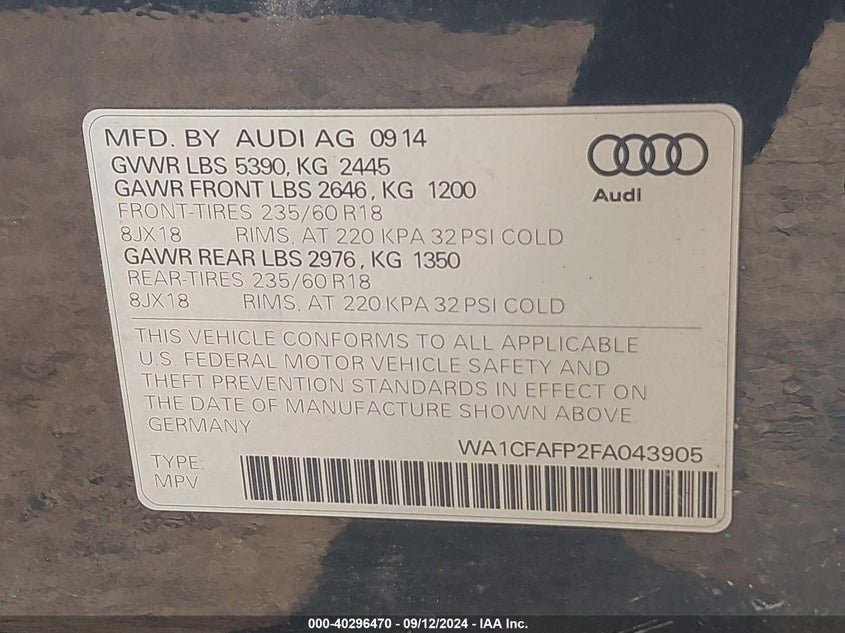 MFD. BY AUDI AG 0914
GVWR LBS 5390, KG 2445
GAWR FRONT LBS 2646, KG 1200
FRONT-TIRES 235/60 R18
8JX18 RIMS, AT 220 KPA 32 PSI COLD
GAWR REAR LBS 2976, KG 1350
REAR-TIRES 235/60 R18
8JX18 RIMS, AT 220 KPA 32 PSI COLD
Audi
THIS VEHICLE CONFORMS TO ALL APPLICABLE
U.S. FEDERAL MOTOR VEHICLE SAFETY AND
THEFT PREVENTION STANDARDS IN EFFECT ON
THE DATE OF MANUFACTURE SHOWN ABOVE.
GERMANY
WA1CFAFP2FA043905
TYPE:
MPV
000-40296470 - 09/12/2024 - IAA Inc.